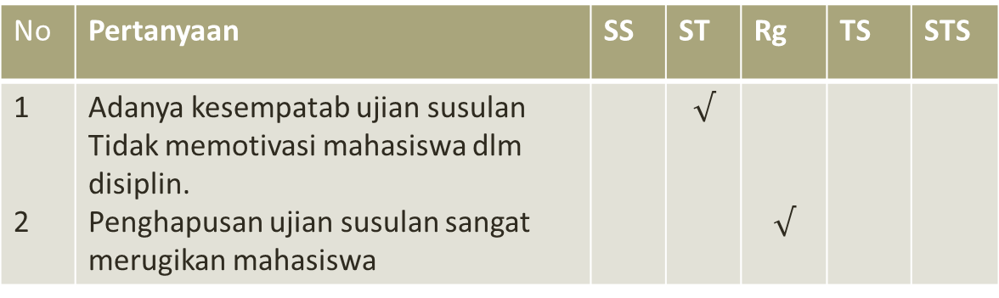 No Pertanyaan SS ST Rg TS STS
1 Adanya kesempatab ujian susulan √
Tidak memotivasi mahasiswa dlm
disiplin.
2 Penghapusan ujian susulan sangat √
merugikan mahasiswa